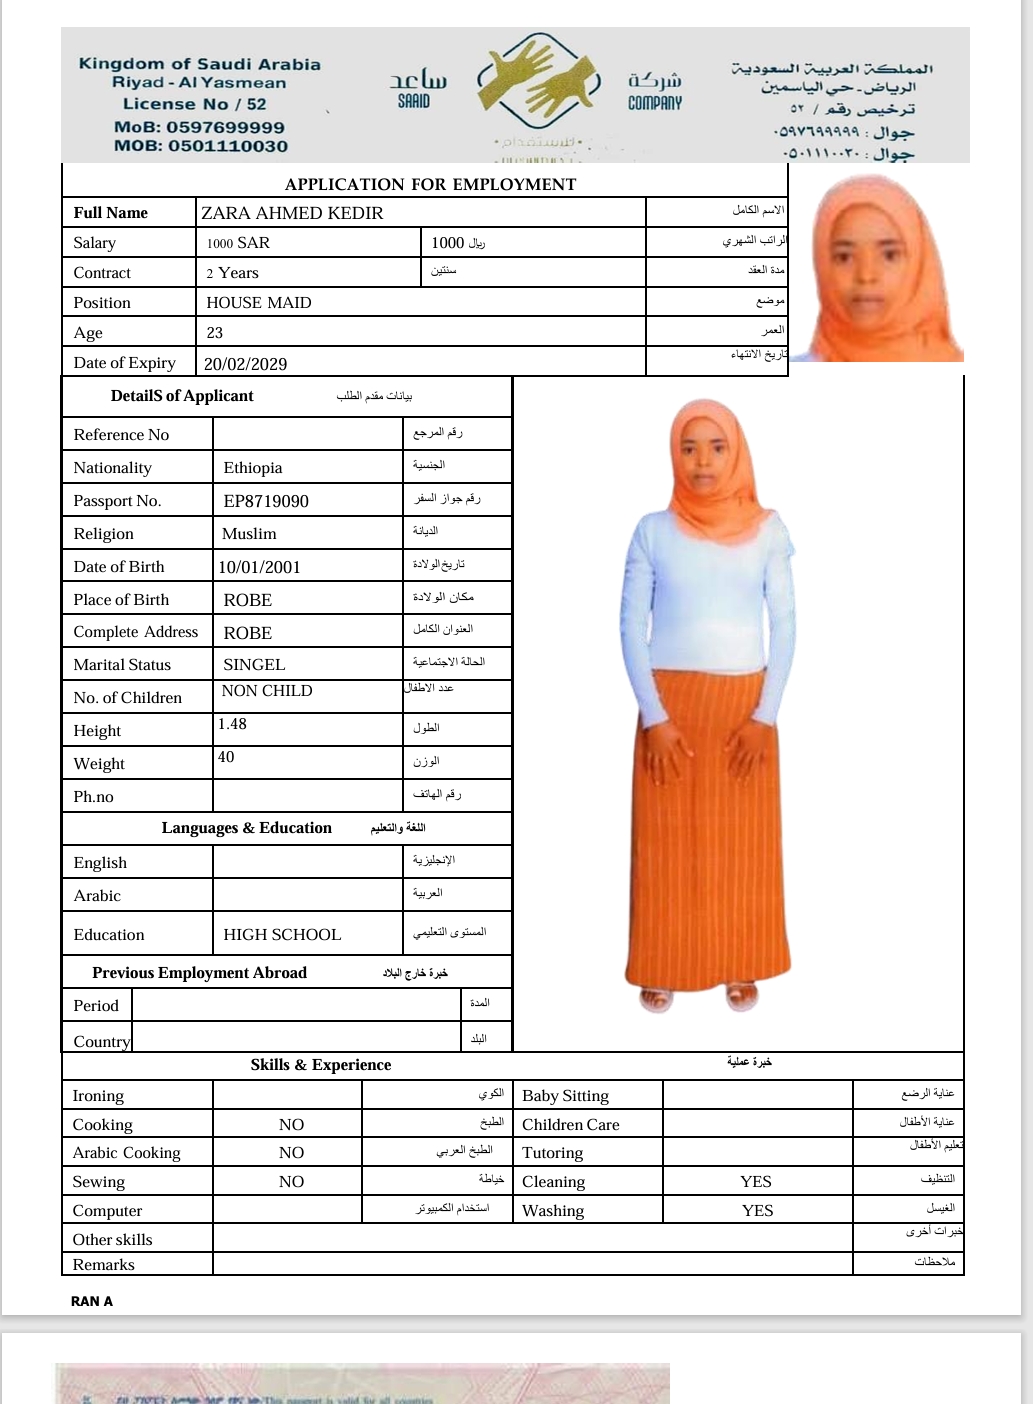 Kingdom of Saudi Arabia
Riyad - Al Yasmean
License No / 52
MoB: 0597699999
MOB: 0501110030
ساعد
SAAID
شركة
COMPANY
للاستقدام
المملكة العربية السعودية
الرياض - حي الياسمين
ترخيص رقم / ٥٢
جوال : ٠٥٩٧٦٩٩٩٩٩
جوال : ٠٥٠١١١٠٠٣٠
APPLICATION FOR EMPLOYMENT
Full Name ZARA AHMED KEDIR الاسم الكامل
Salary 1000 SAR 1000 ريال الراتب الشهري
Contract 2 Years سنتين مدة العقد
Position HOUSE MAID موضع
Age 23 العمر
Date of Expiry 20/02/2029 تاريخ الانتهاء
DetailS of Applicant بيانات مقدم الطلب
Reference No رقم المرجع
Nationality Ethiopia الجنسية
Passport No. EP8719090 رقم جواز السفر
Religion Muslim الديانة
Date of Birth 10/01/2001 تاريخ الولادة
Place of Birth ROBE مكان الولادة
Complete Address ROBE العنوان الكامل
Marital Status SINGEL الحالة الاجتماعية
No. of Children NON CHILD عدد الاطفال
Height 1.48 الطول
Weight 40 الوزن
Ph.no رقم الهاتف
Languages & Education اللغة والتعليم
English الإنجليزية
Arabic العربية
Education HIGH SCHOOL المستوى التعليمي
Previous Employment Abroad خبرة خارج البلاد
Period المدة
Country البلد
Skills & Experience خبرة عملية
Ironing الكوي Baby Sitting عناية الرضع
Cooking NO الطبخ Children Care عناية الأطفال
Arabic Cooking NO الطبخ العربي Tutoring تعليم الأطفال
Sewing NO خياطة Cleaning YES التنظيف
Computer استخدام الكمبيوتر Washing YES الغيسل
Other skills خبرات أخرى
Remarks ملاحظات
RAN A
This passport is valid for all countries